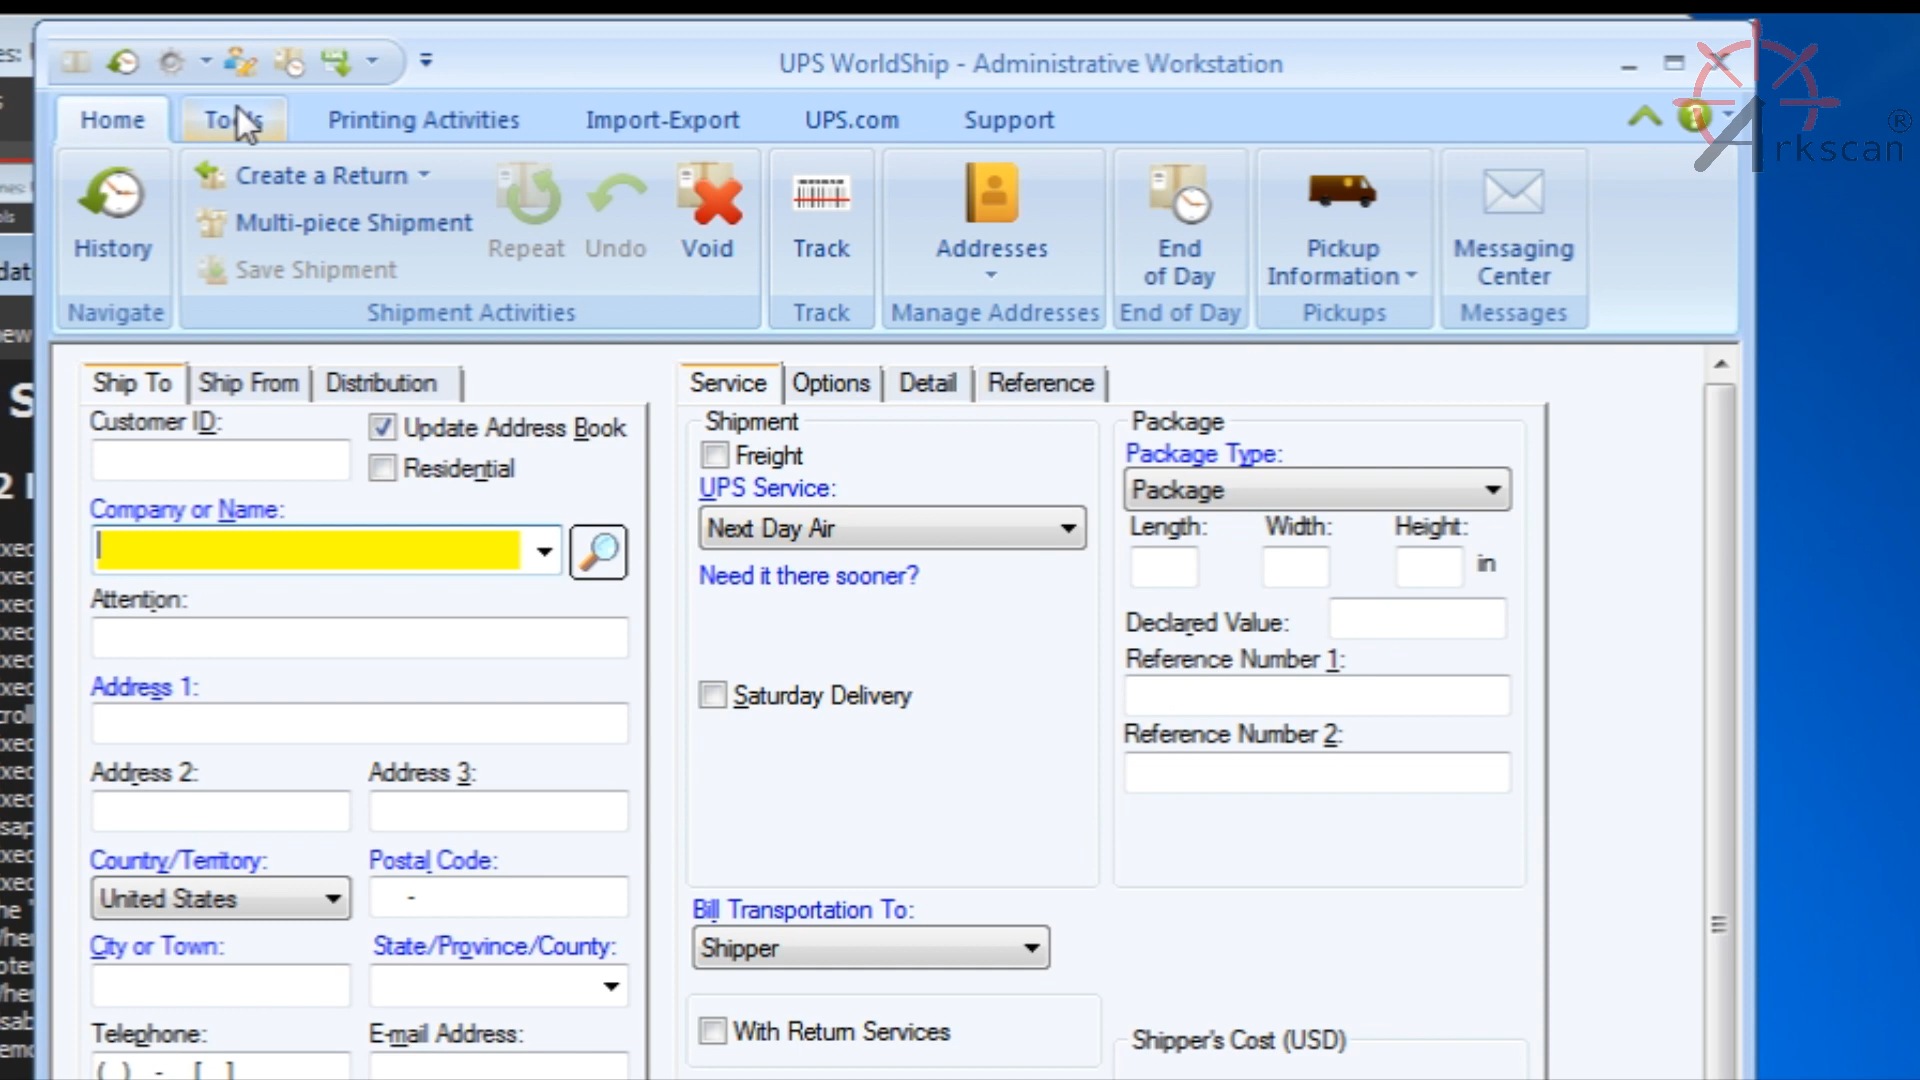 UPS WorldShip - Administrative Workstation
Home
Tools
Printing Activities
Import-Export
UPS.com
Support
rkscan ®
History
Create a Return
Multi-piece Shipment
Save Shipment
Repeat
Undo
Void
Track
Addresses
End
of Day
Pickup
Information
Messaging
Center
Navigate
Shipment Activities
Track
Manage Addresses
End of Day
Pickups
Messages
Ship To
Ship From
Distribution
Service
Options
Detail
Reference
Customer ID:
Update Address Book
Residential
Company or Name:
Attention:
Address 1:
Address 2:
Address 3:
Country/Territory:
Postal Code:
United States
-
City or Town:
State/Province/County:
Telephone:
E-mail Address:
( ) - [ ]
Shipment
Freight
UPS Service:
Next Day Air
Need it there sooner?
Saturday Delivery
Bill Transportation To:
Shipper
With Return Services
Package
Package Type:
Package
Length:
Width:
Height:
in
Declared Value:
Reference Number 1:
Reference Number 2:
Shipper's Cost (USD)